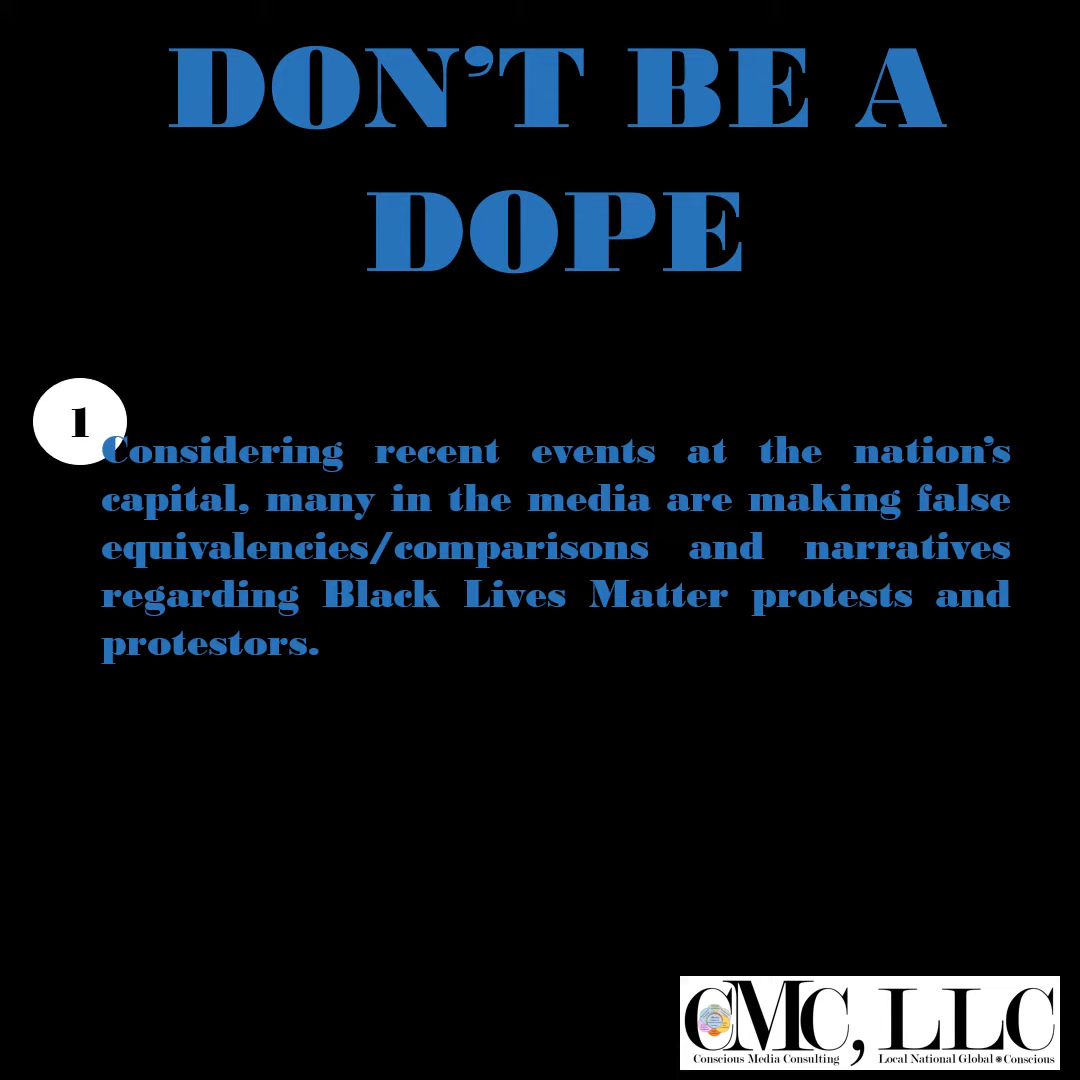 DON’T BE A
DOPE
1
Considering recent events at the nation’s
capital, many in the media are making false
equivalencies/comparisons and narratives
regarding Black Lives Matter protests and
protestors.
CMC, LLC
Conscious Media Consulting Local National Global Conscious